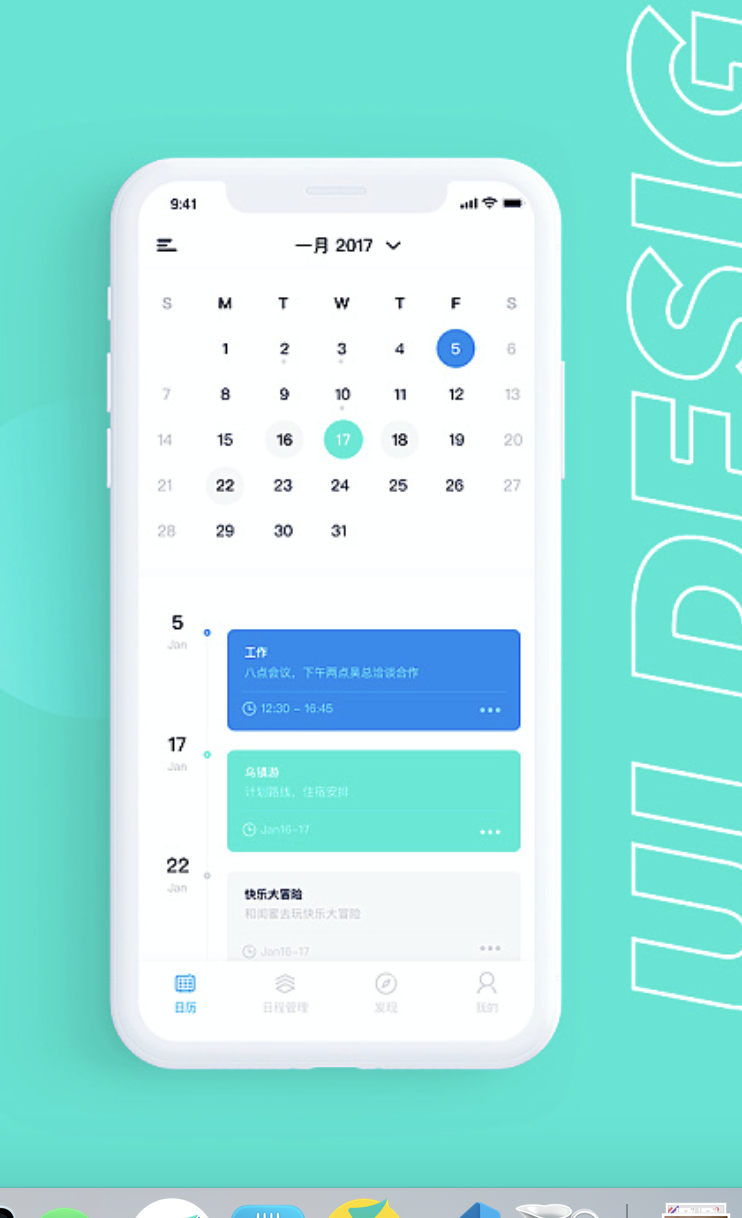 9:41
一月 2017
S M T W T F S
1 2 3 4 5 6
7 8 9 10 11 12 13
14 15 16 17 18 19 20
21 22 23 24 25 26 27
28 29 30 31
5
Jan
工作
八点会议，下午两点吴总洽谈合作
12:30 - 16:45
17
Jan
乌镇游
计划路线，住宿安排
Jan16-17
22
Jan
快乐大冒险
和闺蜜去玩快乐大冒险
Jan16-17
日历 日程管理 发现 我的
UI DESIG